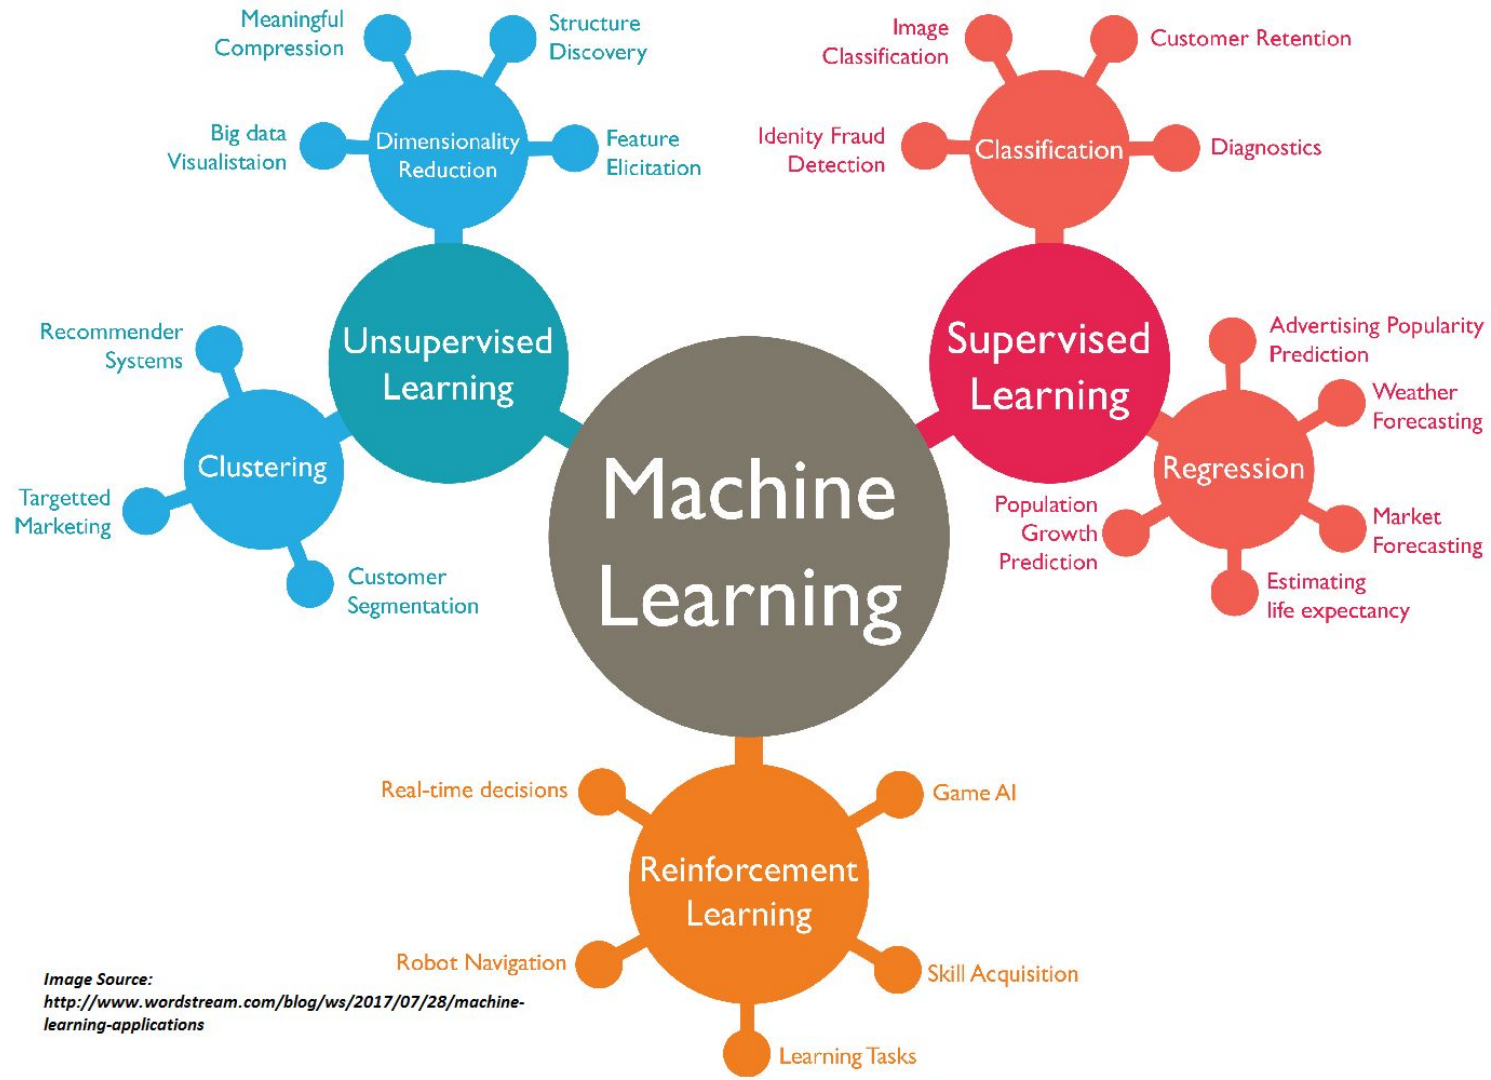 Meaningful
Compression
Structure
Discovery
Big data
Visualistaion
Dimensionality
Reduction
Feature
Elicitation
Image
Classification
Customer Retention
Idenity Fraud
Detection
Classification
Diagnostics
Recommender
Systems
Unsupervised
Learning
Clustering
Targetted
Marketing
Customer
Segmentation
Machine
Learning
Supervised
Learning
Advertising Popularity
Prediction
Weather
Forecasting
Regression
Population
Growth
Prediction
Market
Forecasting
Estimating
life expectancy
Real-time decisions
Game AI
Reinforcement
Learning
Robot Navigation
Skill Acquisition
Learning Tasks
Image Source:
http://www.wordstream.com/blog/ws/2017/07/28/machine-
learning-applications